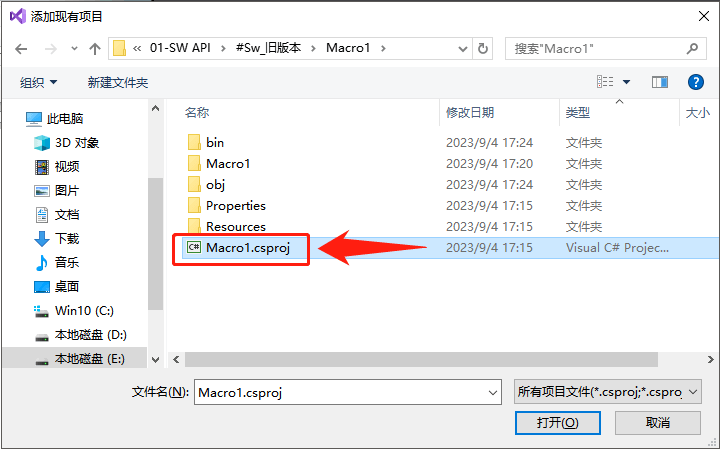 添加现有项目
« 01-SW API › #Sw_旧版本 › Macro1 ›
搜索"Macro1"
组织
新建文件夹
名称 修改日期 类型 大小
此电脑
3D 对象
视频
图片
文档
下载
音乐
桌面
Win10 (C:)
本地磁盘 (D:)
本地磁盘 (E:)
bin 2023/9/4 17:24 文件夹
Macro1 2023/9/4 17:20 文件夹
obj 2023/9/4 17:24 文件夹
Properties 2023/9/4 17:15 文件夹
Resources 2023/9/4 17:15 文件夹
C# Macro1.csproj 2023/9/4 17:15 Visual C# Projec...
文件名(N): Macro1.csproj
所有项目文件(*.csproj;*.csproj
打开(O)
取消